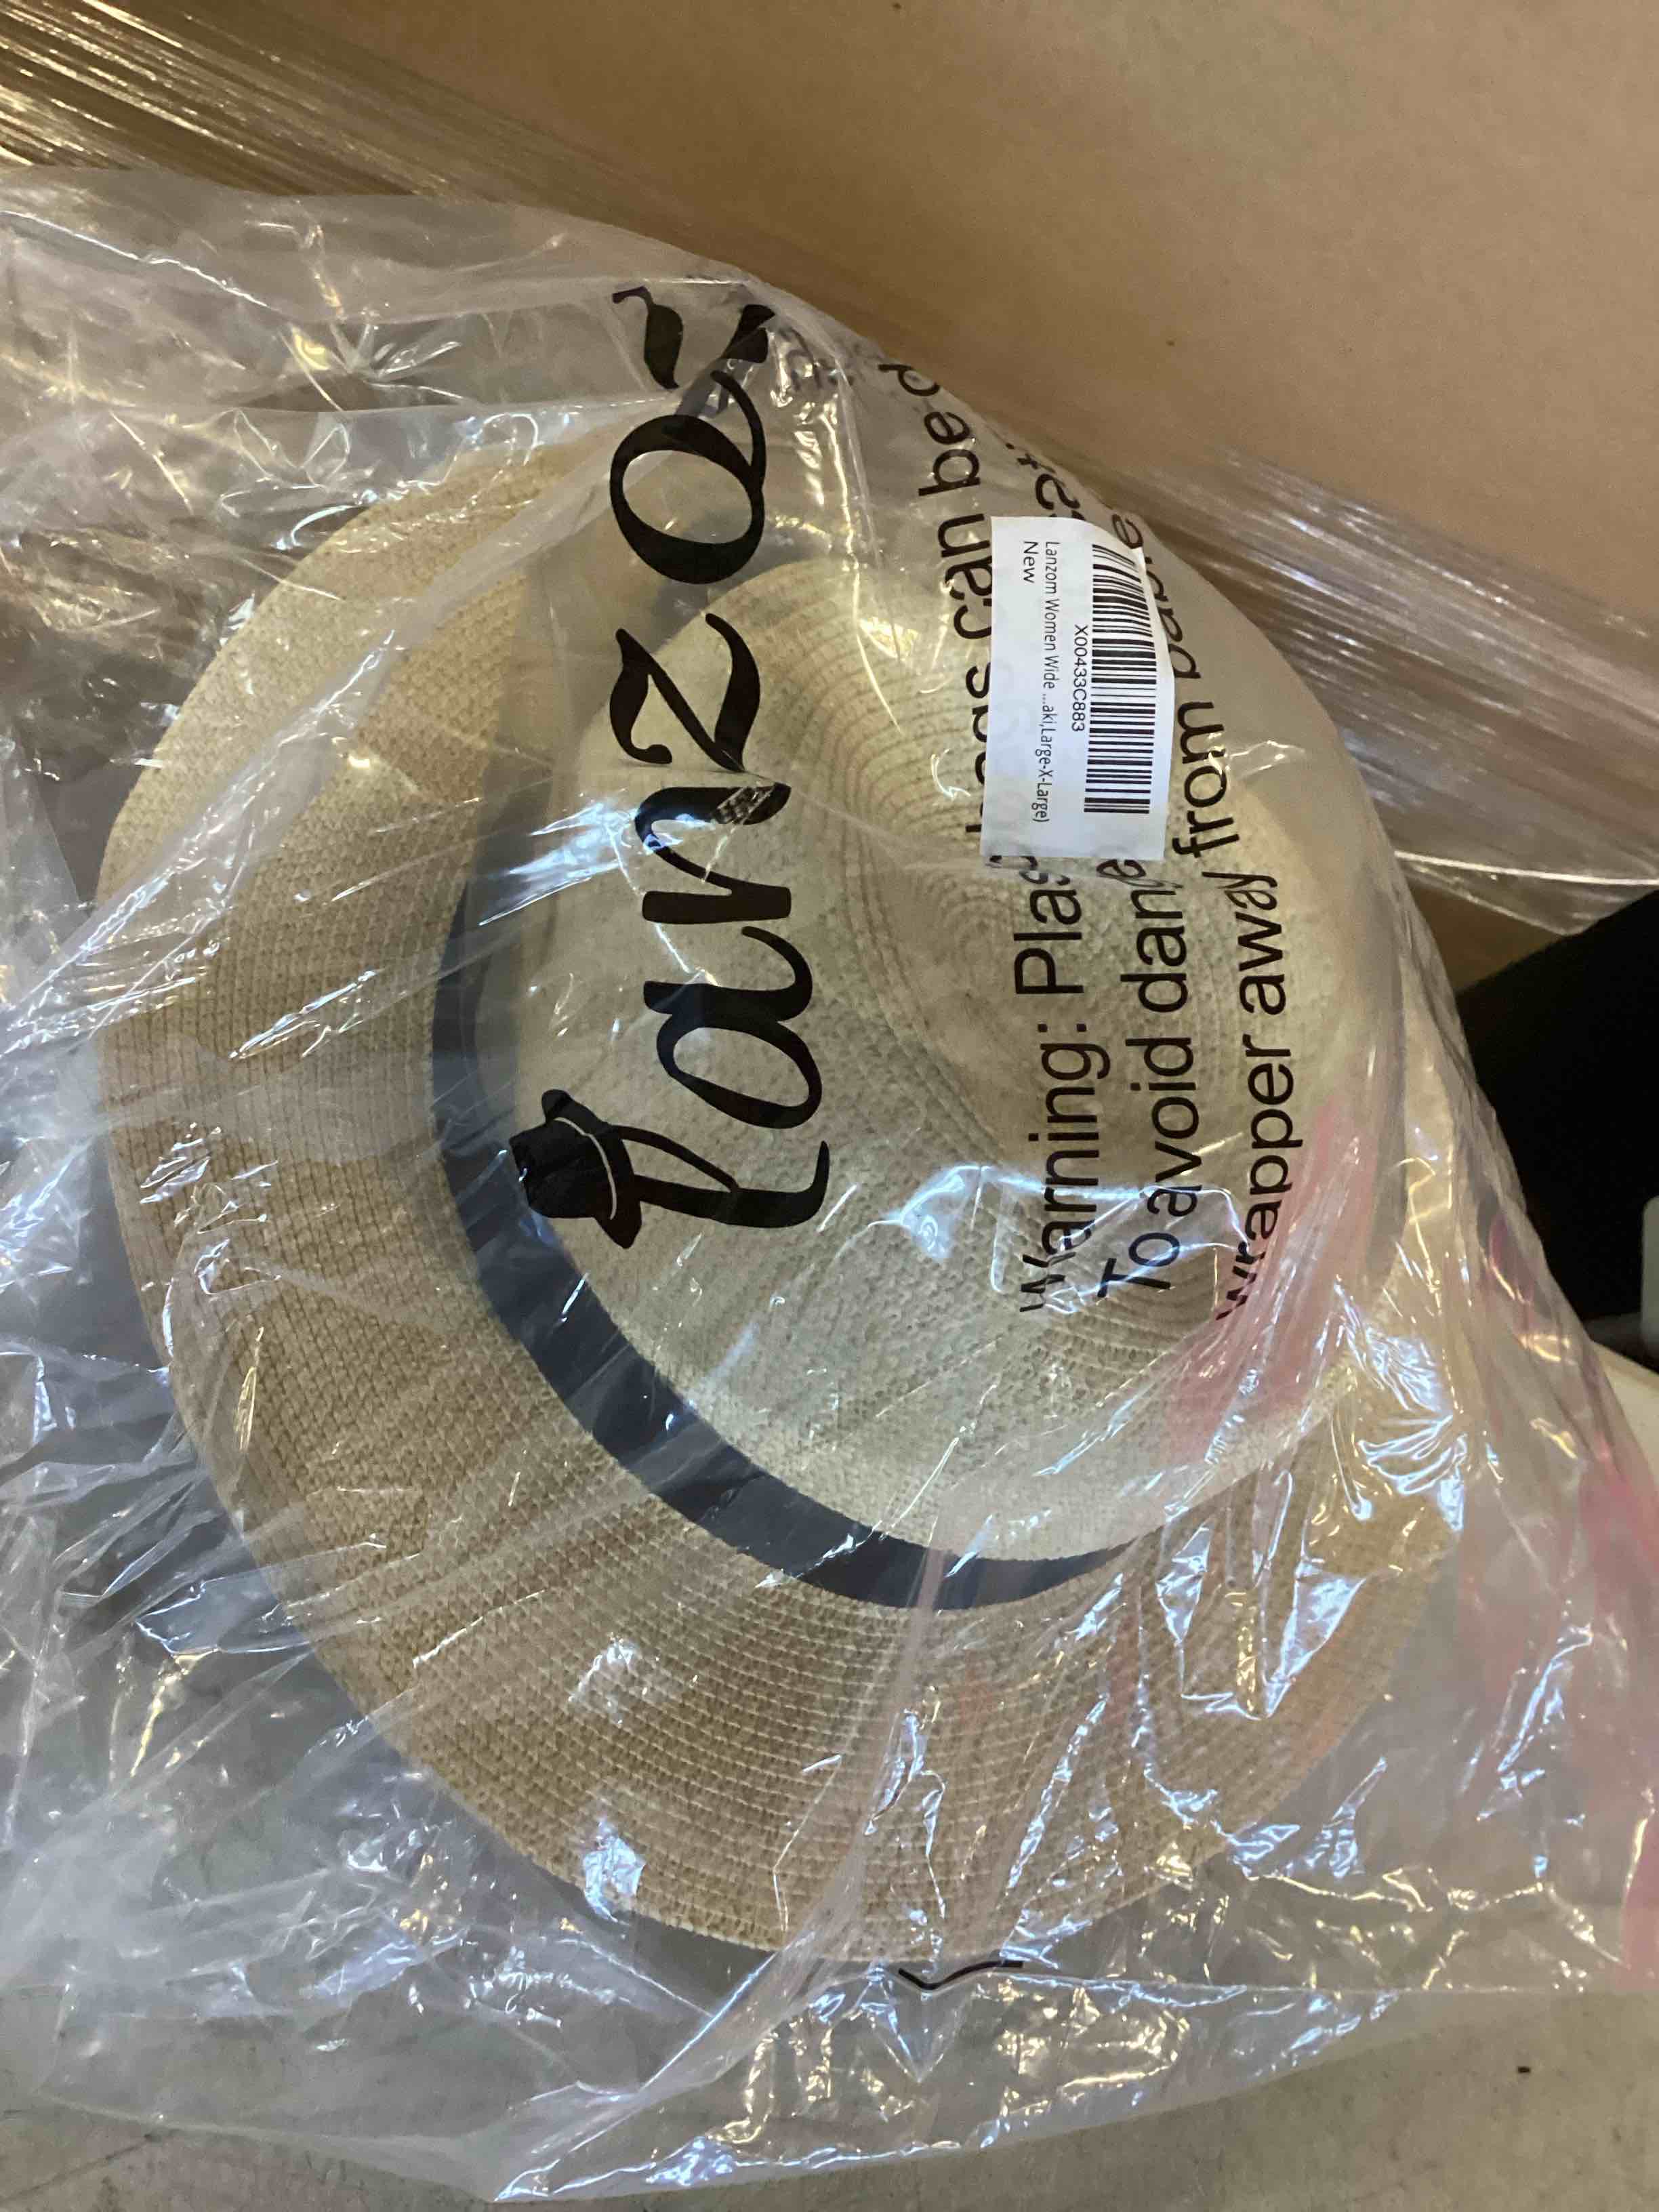 Lanzom
Warning: Plastic bags can be d
To avoid dan
wrapper away from
X00433C883
Lanzom Women Wide ...aki,Large-X-Large)
New